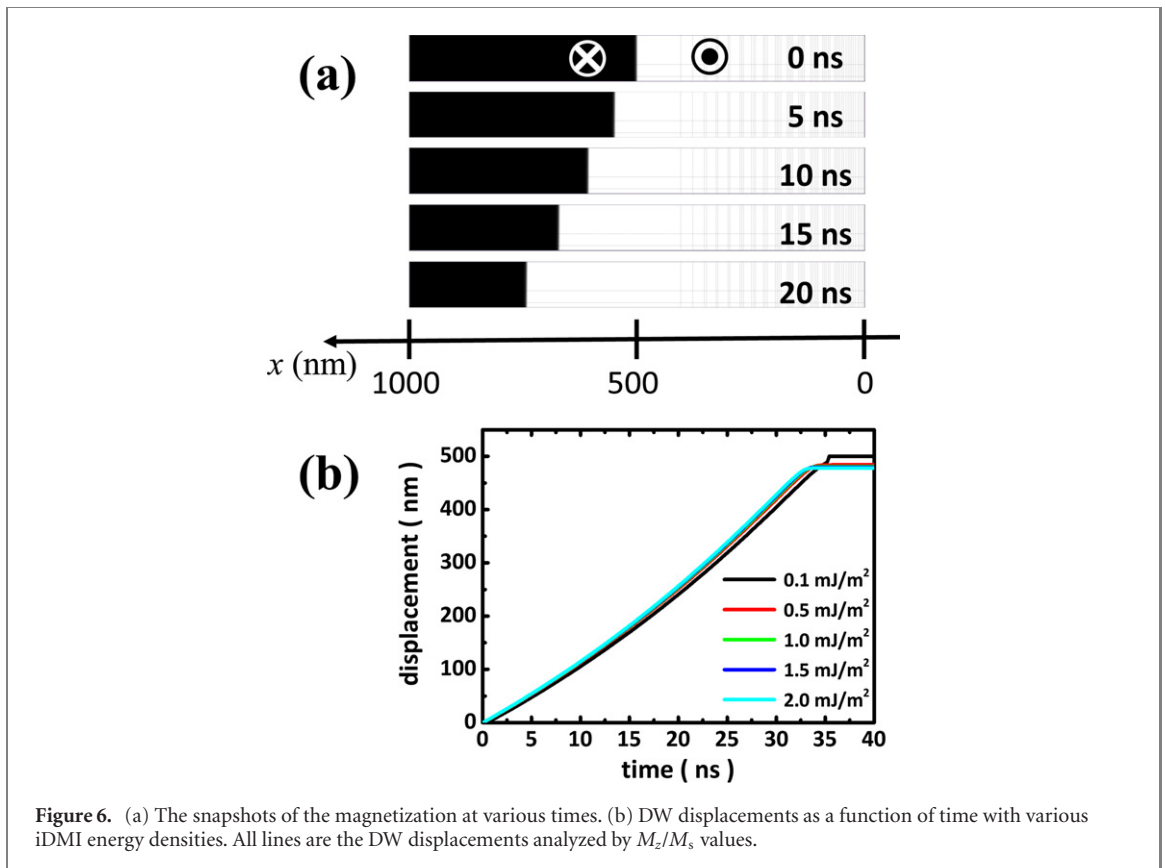 (a)
0 ns
5 ns
10 ns
15 ns
20 ns
x (nm)
1000 500 0
(b)
displacement ( nm )
500
400
300
200
100
0
0.1 mJ/m²
0.5 mJ/m²
1.0 mJ/m²
1.5 mJ/m²
2.0 mJ/m²
0 5 10 15 20 25 30 35 40
time ( ns )
Figure 6. (a) The snapshots of the magnetization at various times. (b) DW displacements as a function of time with various
iDMI energy densities. All lines are the DW displacements analyzed by Mz/Ms values.